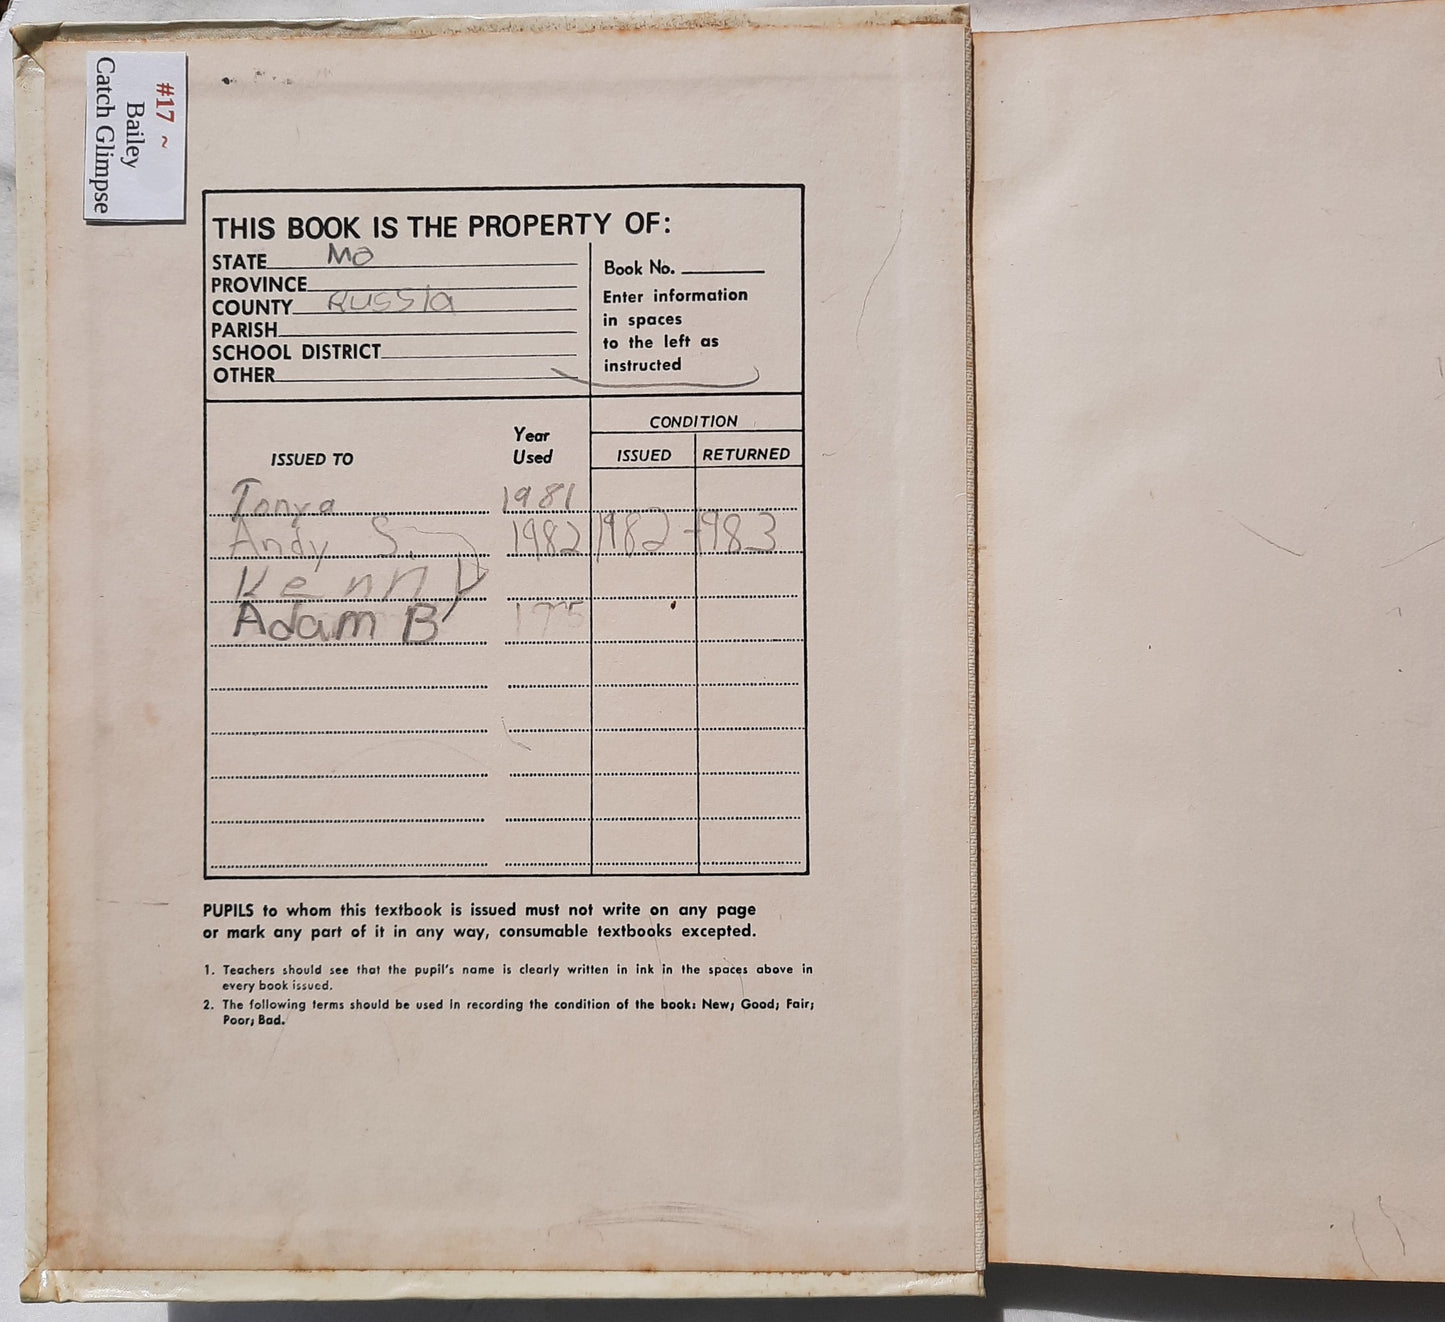 #17 ~
Bailey
Catch Glimpse
THIS BOOK IS THE PROPERTY OF:
STATE Mo
PROVINCE
COUNTY Russia
PARISH
SCHOOL DISTRICT
OTHER
Book No.
Enter information
in spaces
to the left as
instructed
ISSUED TO
Year
Used
CONDITION
ISSUED RETURNED
Tonya 1981
Andy S. 1982 1982-1983
Kenny
Adam B
PUPILS to whom this textbook is issued must not write on any page
or mark any part of it in any way, consumable textbooks excepted.
1. Teachers should see that the pupil's name is clearly written in ink in the spaces above in
every book issued.
2. The following terms should be used in recording the condition of the book: New; Good; Fair;
Poor; Bad.